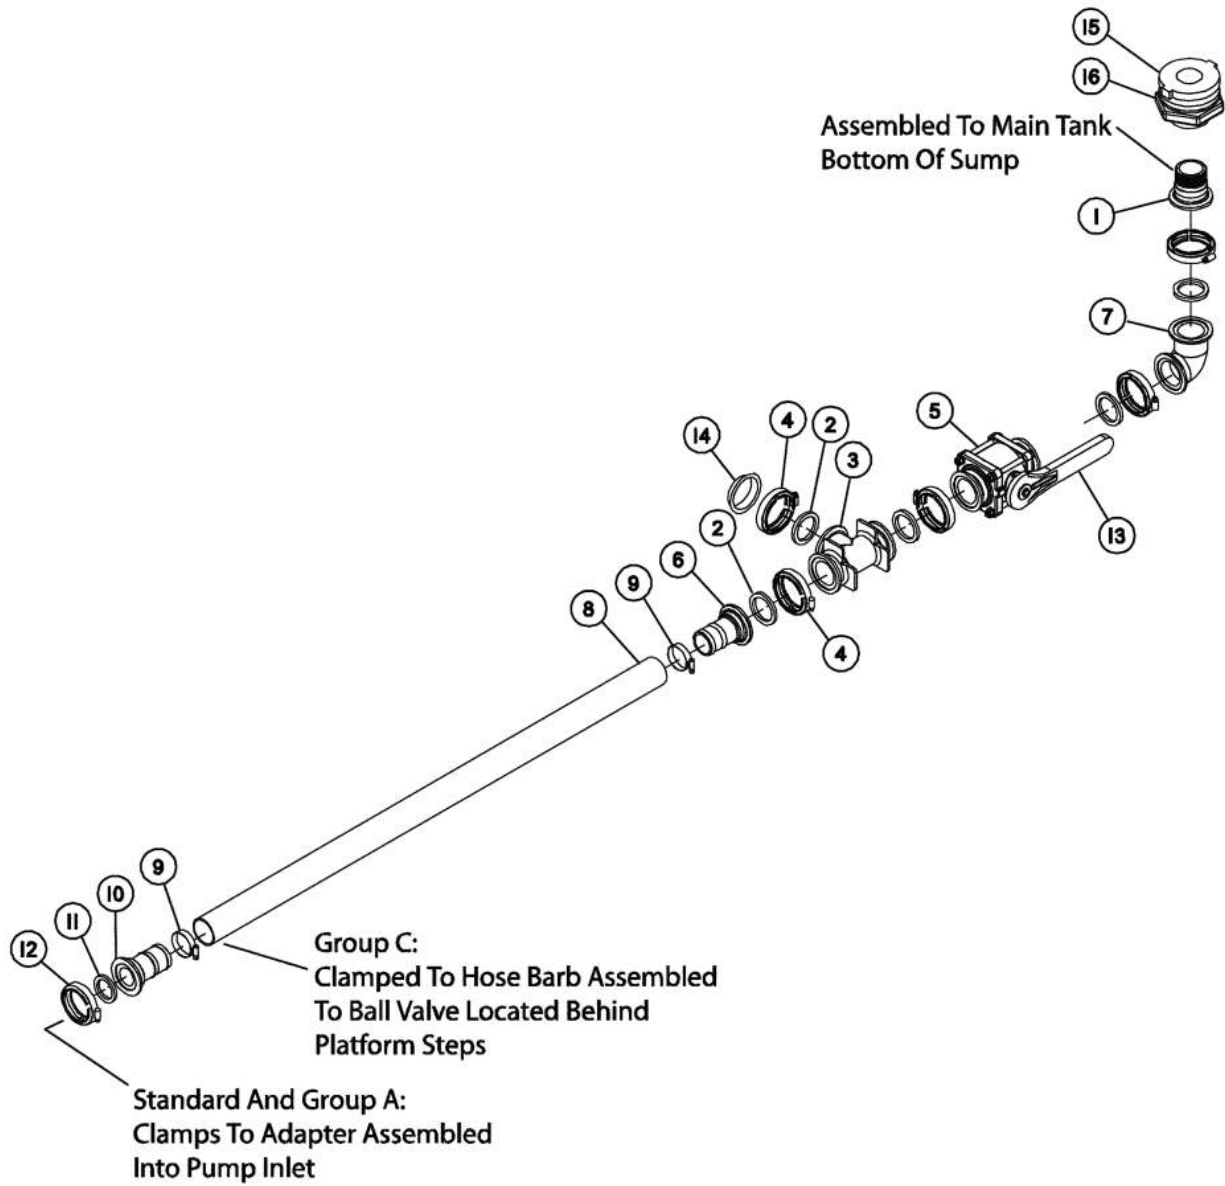 15
16
Assembled To Main Tank
Bottom Of Sump
1
7
4
2
5
14
3
2
13
6
9
8
4
9
10
11
12
Group C:
Clamped To Hose Barb Assembled
To Ball Valve Located Behind
Platform Steps
Standard And Group A:
Clamps To Adapter Assembled
Into Pump Inlet